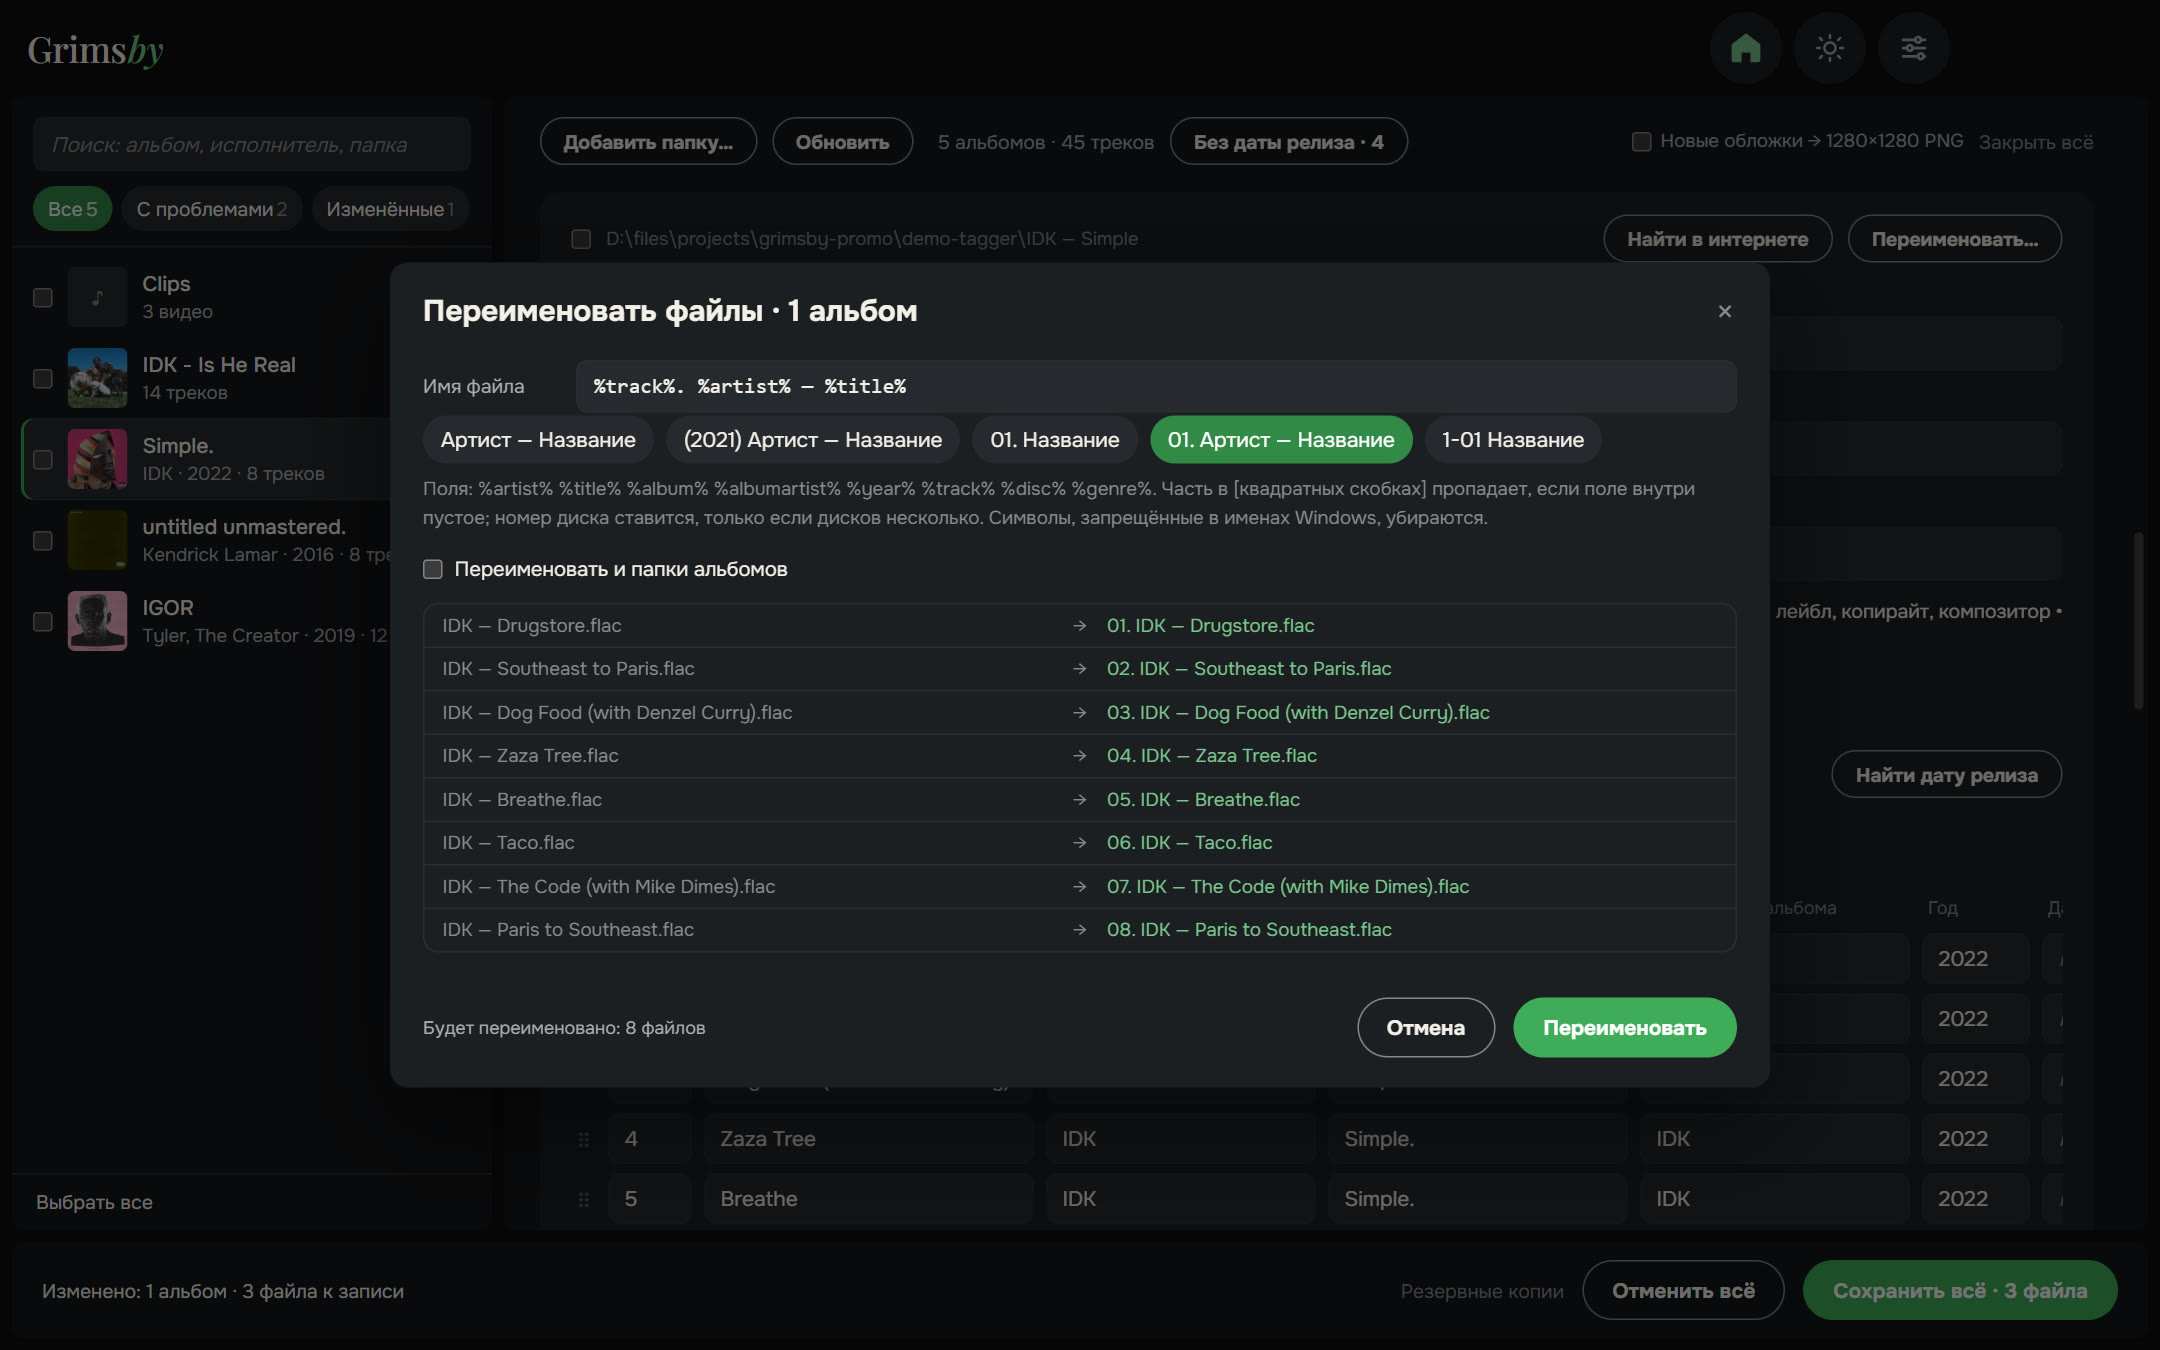 Grimsby
Поиск: альбом, исполнитель, папка
Все 5
С проблемами 2
Изменённые 1
Clips
3 видео
IDK - Is He Real
14 треков
Simple.
IDK · 2022 · 8 треков
untitled unmastered.
Kendrick Lamar · 2016 · 8
IGOR
Tyler, The Creator · 2019 · 12
Выбрать все
Добавить папку...
Обновить
5 альбомов · 45 треков
Без даты релиза · 4
Новые обложки → 1280×1280 PNG
Закрыть всё
D:\files\projects\grimsby-promo\demo-tagger\IDK — Simple
Найти в интернете
Переименовать...
Переименовать файлы · 1 альбом
×
Имя файла
%track%. %artist% — %title%
Артист — Название
(2021) Артист — Название
01. Название
01. Артист — Название
1-01 Название
Поля: %artist% %title% %album% %albumartist% %year% %track% %disc% %genre%. Часть в [квадратных скобках] пропадает, если поле внутри
пустое; номер диска ставится, только если дисков несколько. Символы, запрещённые в именах Windows, убираются.
Переименовать и папки альбомов
IDK — Drugstore.flac → 01. IDK — Drugstore.flac
IDK — Southeast to Paris.flac → 02. IDK — Southeast to Paris.flac
IDK — Dog Food (with Denzel Curry).flac → 03. IDK — Dog Food (with Denzel Curry).flac
IDK — Zaza Tree.flac → 04. IDK — Zaza Tree.flac
IDK — Breathe.flac → 05. IDK — Breathe.flac
IDK — Taco.flac → 06. IDK — Taco.flac
IDK — The Code (with Mike Dimes).flac → 07. IDK — The Code (with Mike Dimes).flac
IDK — Paris to Southeast.flac → 08. IDK — Paris to Southeast.flac
Будет переименовано: 8 файлов
Отмена
Переименовать
лейбл, копирайт, композитор •
Найти дату релиза
Год
2022
2022
2022
4 Zaza Tree IDK Simple. IDK 2022
5 Breathe IDK Simple. IDK 2022
Изменено: 1 альбом · 3 файла к записи
Резервные копии
Отменить всё
Сохранить всё · 3 файла